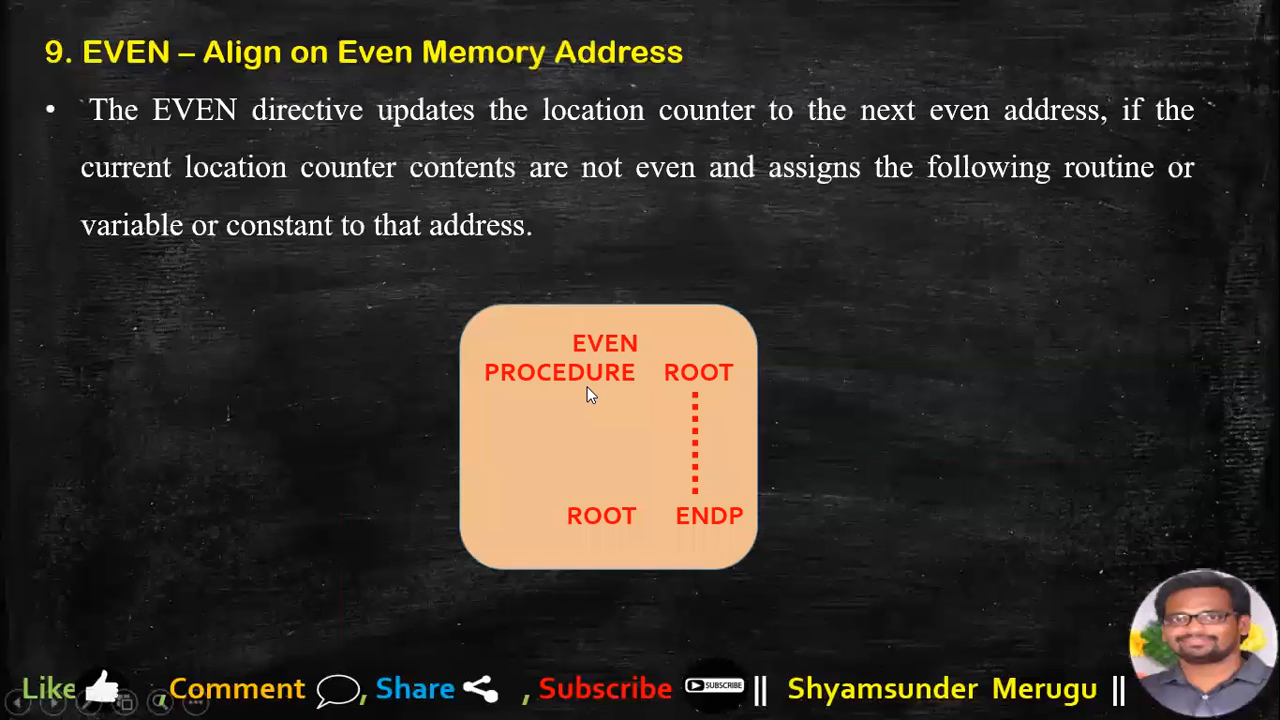 9. EVEN – Align on Even Memory Address
• The EVEN directive updates the location counter to the next even address, if the
current location counter contents are not even and assigns the following routine or
variable or constant to that address.
EVEN
PROCEDURE ROOT
ROOT ENDP
Like , Comment , Share , Subscribe SUBSCRIBE || Shyamsunder Merugu ||